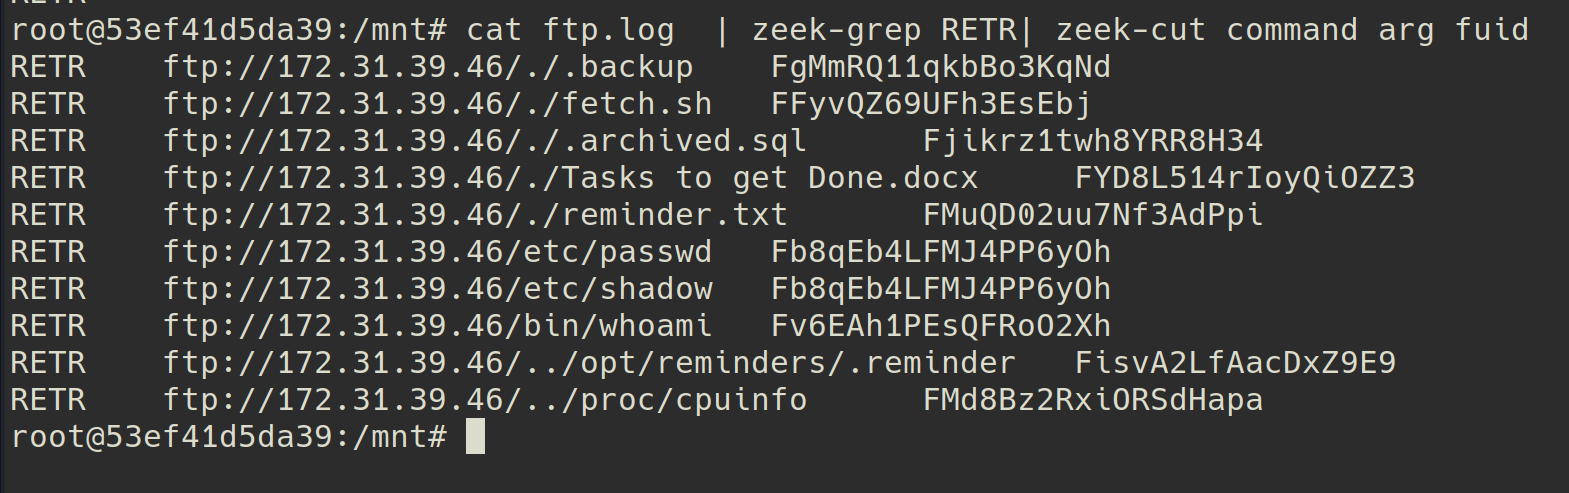 RETR
root@53ef41d5da39:/mnt# cat ftp.log  | zeek-grep RETR| zeek-cut command arg fuid
RETR    ftp://172.31.39.46/./.backup    FgMmRQ11qkbBo3KqNd
RETR    ftp://172.31.39.46/./fetch.sh   FFyvQZ69UFh3EsEbj
RETR    ftp://172.31.39.46/./.archived.sql      Fjikrz1twh8YRR8H34
RETR    ftp://172.31.39.46/./Tasks to get Done.docx     FYD8L514rIoyQiOZZ3
RETR    ftp://172.31.39.46/./reminder.txt       FMuQD02uu7Nf3AdPpi
RETR    ftp://172.31.39.46/etc/passwd   Fb8qEb4LFMJ4PP6yOh
RETR    ftp://172.31.39.46/etc/shadow   Fb8qEb4LFMJ4PP6yOh
RETR    ftp://172.31.39.46/bin/whoami   Fv6EAh1PEsQFRoO2Xh
RETR    ftp://172.31.39.46/../opt/reminders/.reminder   FisvA2LfAacDxZ9E9
RETR    ftp://172.31.39.46/../proc/cpuinfo      FMd8Bz2RxiORSdHapa
root@53ef41d5da39:/mnt#